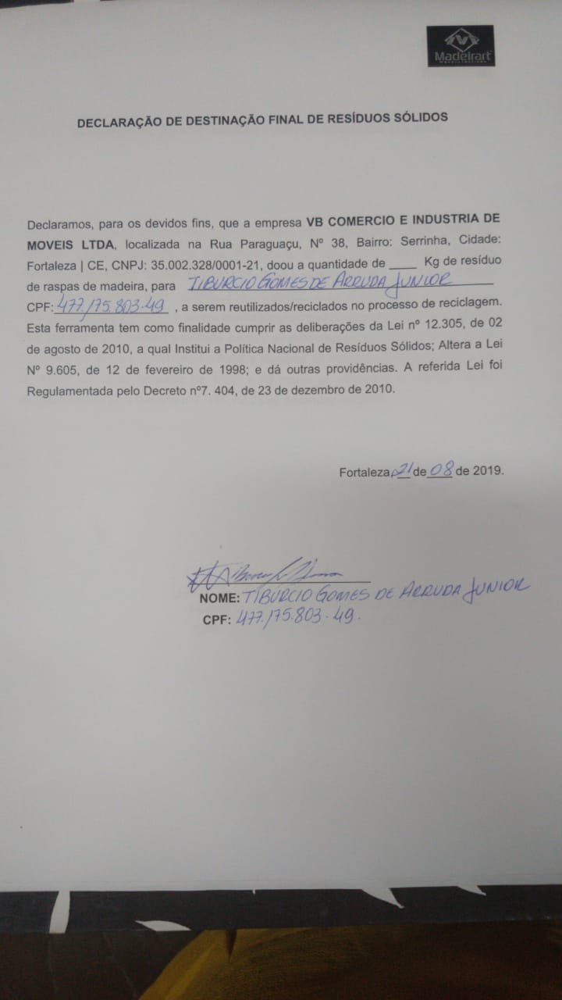 Madeirart
DECLARAÇÃO DE DESTINAÇÃO FINAL DE RESÍDUOS SÓLIDOS
Declaramos, para os devidos fins, que a empresa VB COMERCIO E INDUSTRIA DE
MOVEIS LTDA, localizada na Rua Paraguaçu, Nº 38, Bairro: Serrinha, Cidade:
Fortaleza | CE, CNPJ: 35.002.328/0001-21, doou a quantidade de ____ Kg de resíduo
de raspas de madeira, para TIBURCIO GOMES DE ARRUDA JUNIOR
CPF: 477.175.803-49 , a serem reutilizados/reciclados no processo de reciclagem.
Esta ferramenta tem como finalidade cumprir as deliberações da Lei nº 12.305, de 02
de agosto de 2010, a qual Institui a Política Nacional de Resíduos Sólidos; Altera a Lei
Nº 9.605, de 12 de fevereiro de 1998; e dá outras providências. A referida Lei foi
Regulamentada pelo Decreto nº7. 404, de 23 de dezembro de 2010.
Fortaleza, 21 de 08 de 2019.
NOME: TIBURCIO GOMES DE ARRUDA JUNIOR
CPF: 477.175.803-49.